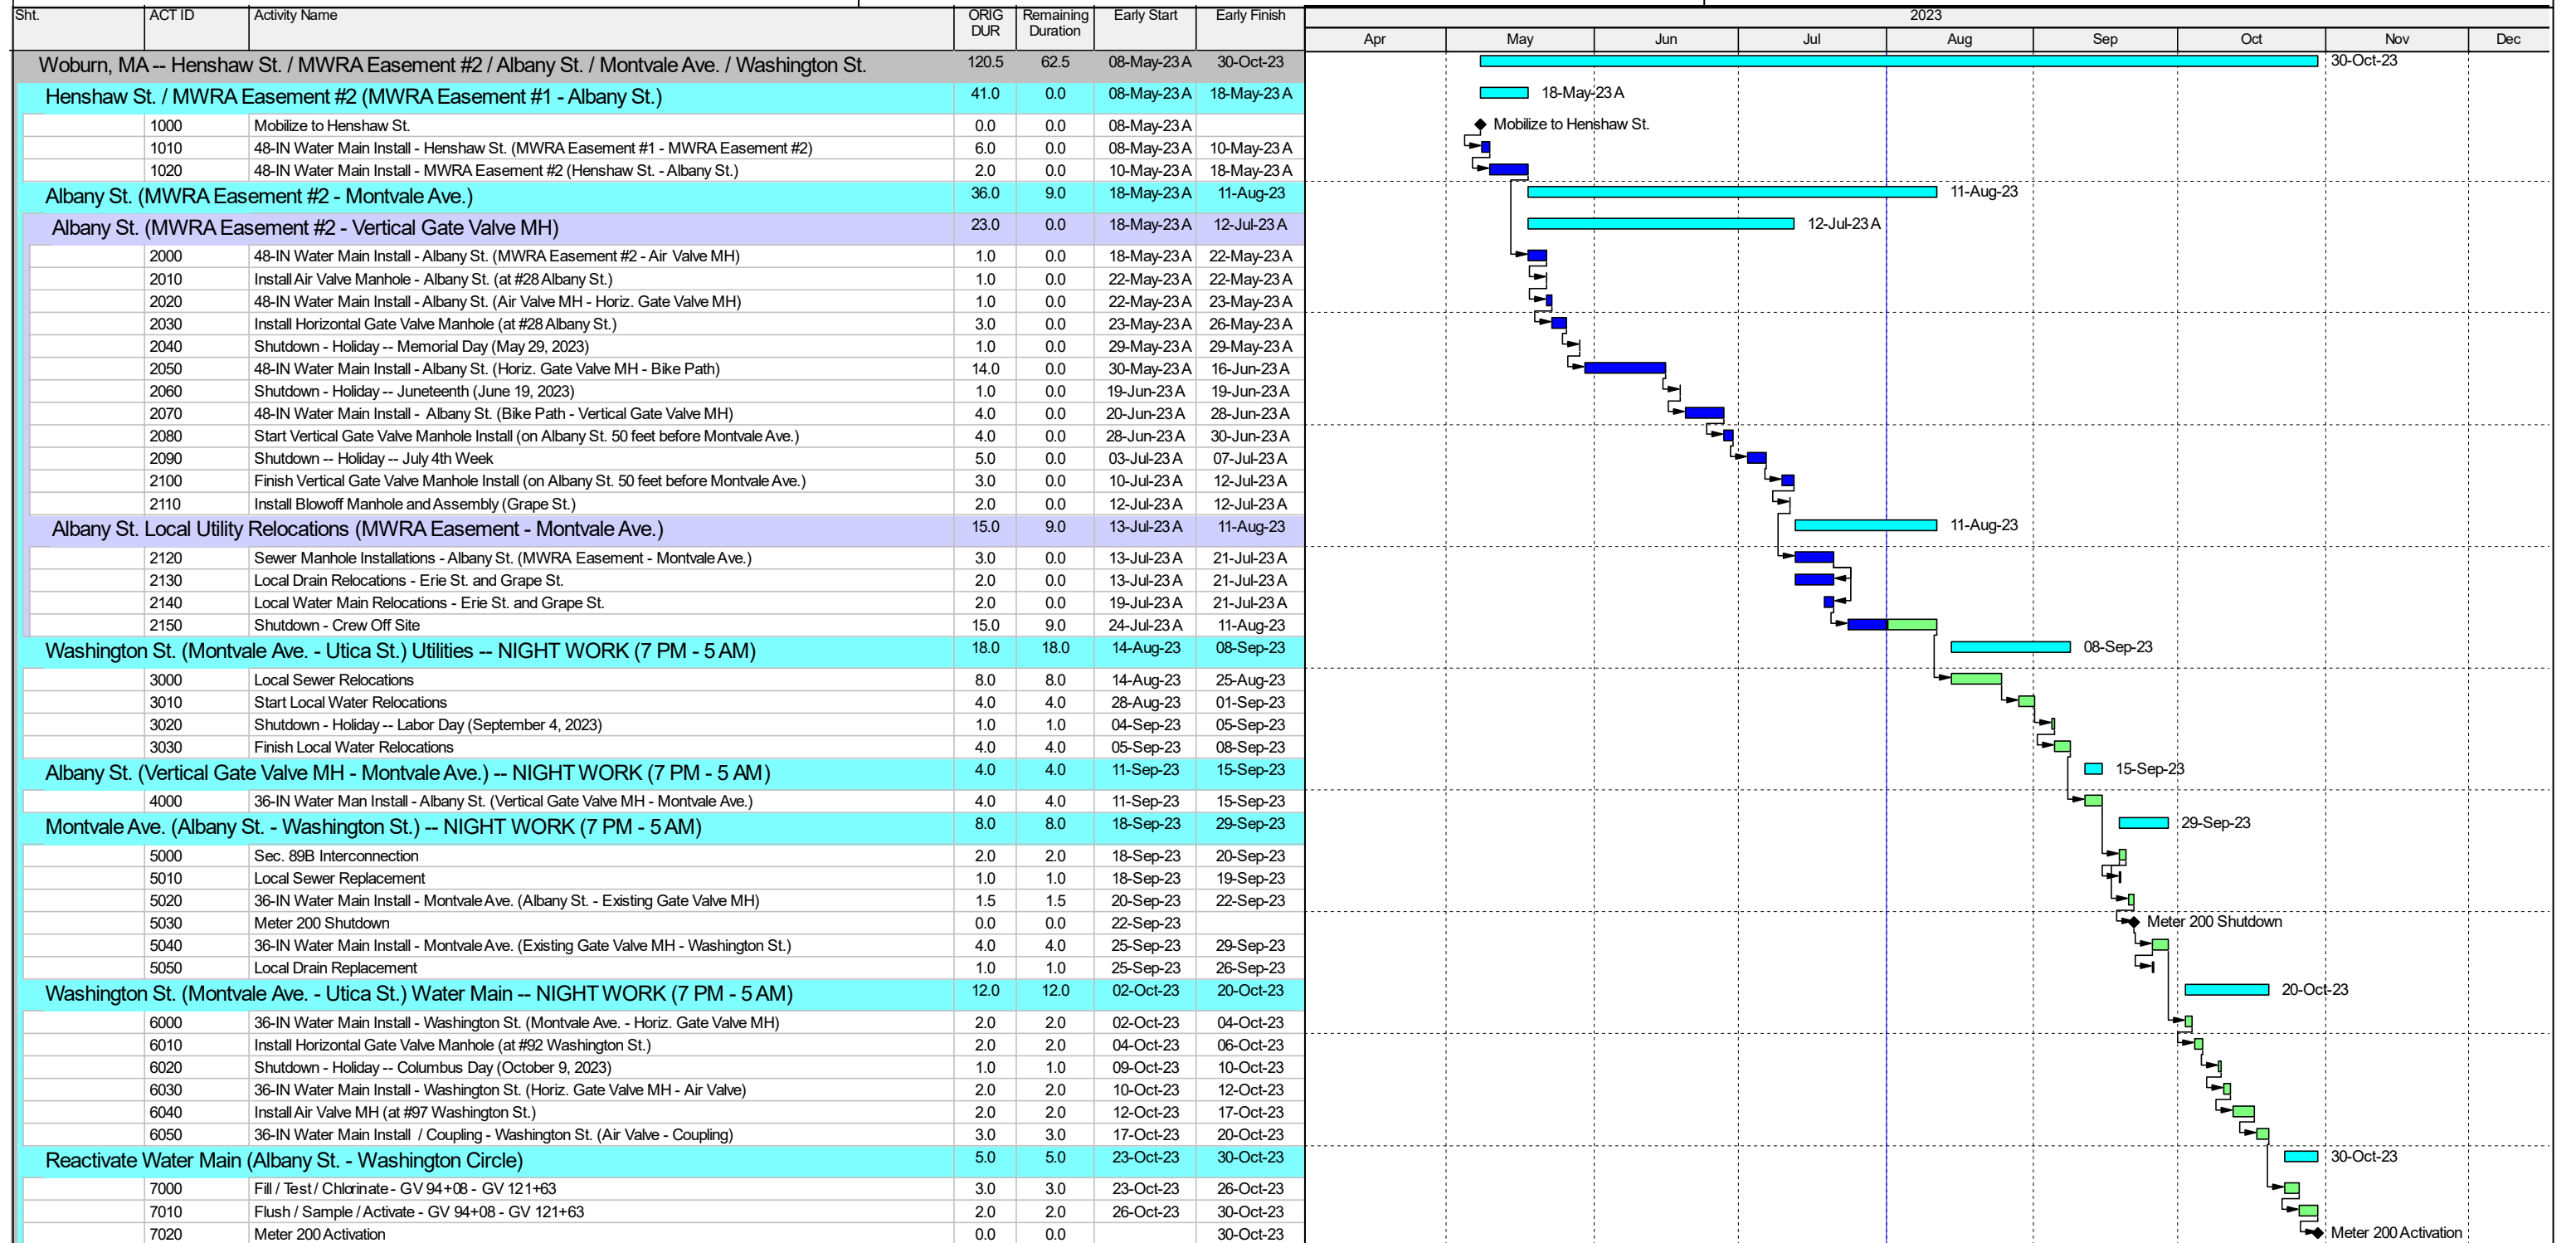 Sht. ACT ID Activity Name ORIG DUR Remaining Duration Early Start Early Finish 2023
Apr May Jun Jul Aug Sep Oct Nov Dec
Woburn, MA -- Henshaw St. / MWRA Easement #2 / Albany St. / Montvale Ave. / Washington St. 120.5 62.5 08-May-23 A 30-Oct-23 30-Oct-23
Henshaw St. / MWRA Easement #2 (MWRA Easement #1 - Albany St.) 41.0 0.0 08-May-23 A 18-May-23 A 18-May-23 A
1000 Mobilize to Henshaw St. 0.0 0.0 08-May-23 A Mobilize to Henshaw St.
1010 48-IN Water Main Install - Henshaw St. (MWRA Easement #1 - MWRA Easement #2) 6.0 0.0 08-May-23 A 10-May-23 A
1020 48-IN Water Main Install - MWRA Easement #2 (Henshaw St. - Albany St.) 2.0 0.0 10-May-23 A 18-May-23 A
Albany St. (MWRA Easement #2 - Montvale Ave.) 36.0 9.0 18-May-23 A 11-Aug-23 11-Aug-23
Albany St. (MWRA Easement #2 - Vertical Gate Valve MH) 23.0 0.0 18-May-23 A 12-Jul-23 A 12-Jul-23 A
2000 48-IN Water Main Install - Albany St. (MWRA Easement #2 - Air Valve MH) 1.0 0.0 18-May-23 A 22-May-23 A
2010 Install Air Valve Manhole - Albany St. (at #28 Albany St.) 1.0 0.0 22-May-23 A 22-May-23 A
2020 48-IN Water Main Install - Albany St. (Air Valve MH - Horiz. Gate Valve MH) 1.0 0.0 22-May-23 A 23-May-23 A
2030 Install Horizontal Gate Valve Manhole (at #28 Albany St.) 3.0 0.0 23-May-23 A 26-May-23 A
2040 Shutdown - Holiday -- Memorial Day (May 29, 2023) 1.0 0.0 29-May-23 A 29-May-23 A
2050 48-IN Water Main Install - Albany St. (Horiz. Gate Valve MH - Bike Path) 14.0 0.0 30-May-23 A 16-Jun-23 A
2060 Shutdown - Holiday -- Juneteenth (June 19, 2023) 1.0 0.0 19-Jun-23 A 19-Jun-23 A
2070 48-IN Water Main Install - Albany St. (Bike Path - Vertical Gate Valve MH) 4.0 0.0 20-Jun-23 A 28-Jun-23 A
2080 Start Vertical Gate Valve Manhole Install (on Albany St. 50 feet before Montvale Ave.) 4.0 0.0 28-Jun-23 A 30-Jun-23 A
2090 Shutdown -- Holiday -- July 4th Week 5.0 0.0 03-Jul-23 A 07-Jul-23 A
2100 Finish Vertical Gate Valve Manhole Install (on Albany St. 50 feet before Montvale Ave.) 3.0 0.0 10-Jul-23 A 12-Jul-23 A
2110 Install Blowoff Manhole and Assembly (Grape St.) 2.0 0.0 12-Jul-23 A 12-Jul-23 A
Albany St. Local Utility Relocations (MWRA Easement - Montvale Ave.) 15.0 9.0 13-Jul-23 A 11-Aug-23 11-Aug-23
2120 Sewer Manhole Installations - Albany St. (MWRA Easement - Montvale Ave.) 3.0 0.0 13-Jul-23 A 21-Jul-23 A
2130 Local Drain Relocations - Erie St. and Grape St. 2.0 0.0 13-Jul-23 A 21-Jul-23 A
2140 Local Water Main Relocations - Erie St. and Grape St. 2.0 0.0 19-Jul-23 A 21-Jul-23 A
2150 Shutdown - Crew Off Site 15.0 9.0 24-Jul-23 A 11-Aug-23
Washington St. (Montvale Ave. - Utica St.) Utilities -- NIGHT WORK (7 PM - 5 AM) 18.0 18.0 14-Aug-23 08-Sep-23 08-Sep-23
3000 Local Sewer Relocations 8.0 8.0 14-Aug-23 25-Aug-23
3010 Start Local Water Relocations 4.0 4.0 28-Aug-23 01-Sep-23
3020 Shutdown - Holiday -- Labor Day (September 4, 2023) 1.0 1.0 04-Sep-23 05-Sep-23
3030 Finish Local Water Relocations 4.0 4.0 05-Sep-23 08-Sep-23
Albany St. (Vertical Gate Valve MH - Montvale Ave.) -- NIGHT WORK (7 PM - 5 AM) 4.0 4.0 11-Sep-23 15-Sep-23 15-Sep-23
4000 36-IN Water Man Install - Albany St. (Vertical Gate Valve MH - Montvale Ave.) 4.0 4.0 11-Sep-23 15-Sep-23
Montvale Ave. (Albany St. - Washington St.) -- NIGHT WORK (7 PM - 5 AM) 8.0 8.0 18-Sep-23 29-Sep-23 29-Sep-23
5000 Sec. 89B Interconnection 2.0 2.0 18-Sep-23 20-Sep-23
5010 Local Sewer Replacement 1.0 1.0 18-Sep-23 19-Sep-23
5020 36-IN Water Main Install - Montvale Ave. (Albany St. - Existing Gate Valve MH) 1.5 1.5 20-Sep-23 22-Sep-23
5030 Meter 200 Shutdown 0.0 0.0 22-Sep-23 Meter 200 Shutdown
5040 36-IN Water Main Install - Montvale Ave. (Existing Gate Valve MH - Washington St.) 4.0 4.0 25-Sep-23 29-Sep-23
5050 Local Drain Replacement 1.0 1.0 25-Sep-23 26-Sep-23
Washington St. (Montvale Ave. - Utica St.) Water Main -- NIGHT WORK (7 PM - 5 AM) 12.0 12.0 02-Oct-23 20-Oct-23 20-Oct-23
6000 36-IN Water Main Install - Washington St. (Montvale Ave. - Horiz. Gate Valve MH) 2.0 2.0 02-Oct-23 04-Oct-23
6010 Install Horizontal Gate Valve Manhole (at #92 Washington St.) 2.0 2.0 04-Oct-23 06-Oct-23
6020 Shutdown - Holiday -- Columbus Day (October 9, 2023) 1.0 1.0 09-Oct-23 10-Oct-23
6030 36-IN Water Main Install - Washington St. (Horiz. Gate Valve MH - Air Valve) 2.0 2.0 10-Oct-23 12-Oct-23
6040 Install Air Valve MH (at #97 Washington St.) 2.0 2.0 12-Oct-23 17-Oct-23
6050 36-IN Water Main Install / Coupling - Washington St. (Air Valve - Coupling) 3.0 3.0 17-Oct-23 20-Oct-23
Reactivate Water Main (Albany St. - Washington Circle) 5.0 5.0 23-Oct-23 30-Oct-23 30-Oct-23
7000 Fill / Test / Chlorinate - GV 94+08 - GV 121+63 3.0 3.0 23-Oct-23 26-Oct-23
7010 Flush / Sample / Activate - GV 94+08 - GV 121+63 2.0 2.0 26-Oct-23 30-Oct-23
7020 Meter 200 Activation 0.0 0.0 30-Oct-23 Meter 200 Activation